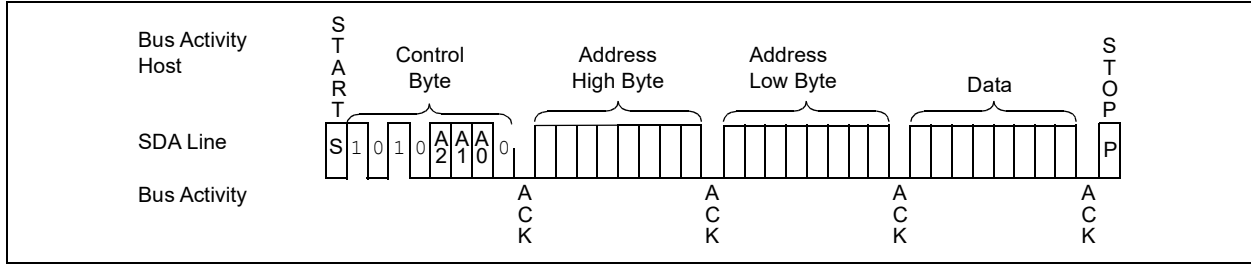 Bus Activity
Host
START
Control
Byte
Address
High Byte
Address
Low Byte
Data
STOP
SDA Line
S 1 0 1 0 A2 A1 A0 0
P
Bus Activity
ACK
ACK
ACK
ACK